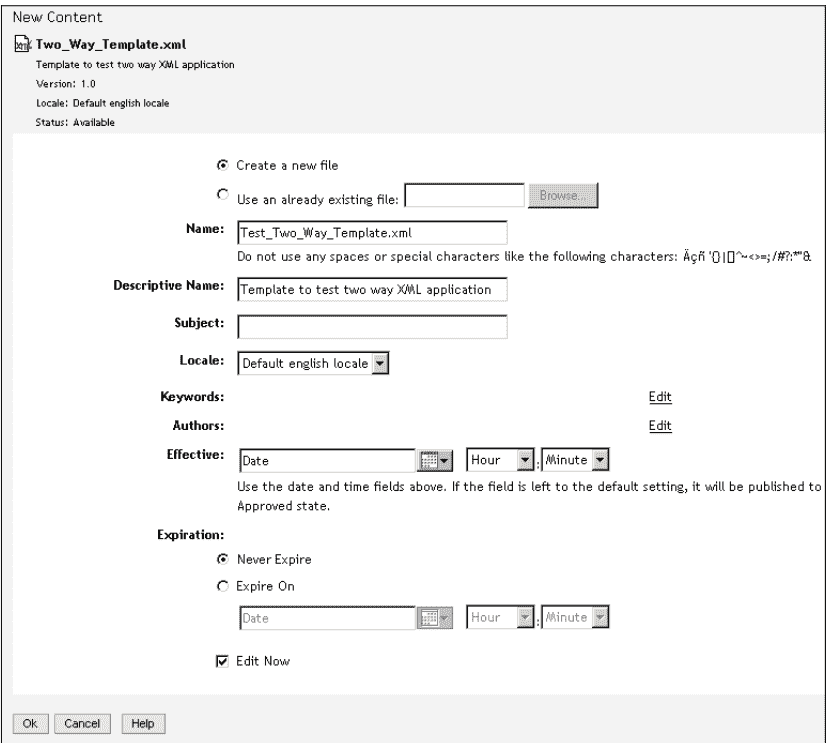 New Content
Two_Way_Template.xml
Template to test two way XML application
Version: 1.0
Locale: Default english locale
Status: Available
Create a new file
Use an already existing file: Browse...
Name: Test_Two_Way_Template.xml
Do not use any spaces or special characters like the following characters: Äçñ '{}|[]^~<>=;/#?:*"&
Descriptive Name: Template to test two way XML application
Subject:
Locale: Default english locale
Keywords: Edit
Authors: Edit
Effective: Date Hour : Minute
Use the date and time fields above. If the field is left to the default setting, it will be published to
Approved state.
Expiration:
Never Expire
Expire On
Date Hour : Minute
Edit Now
Ok Cancel Help